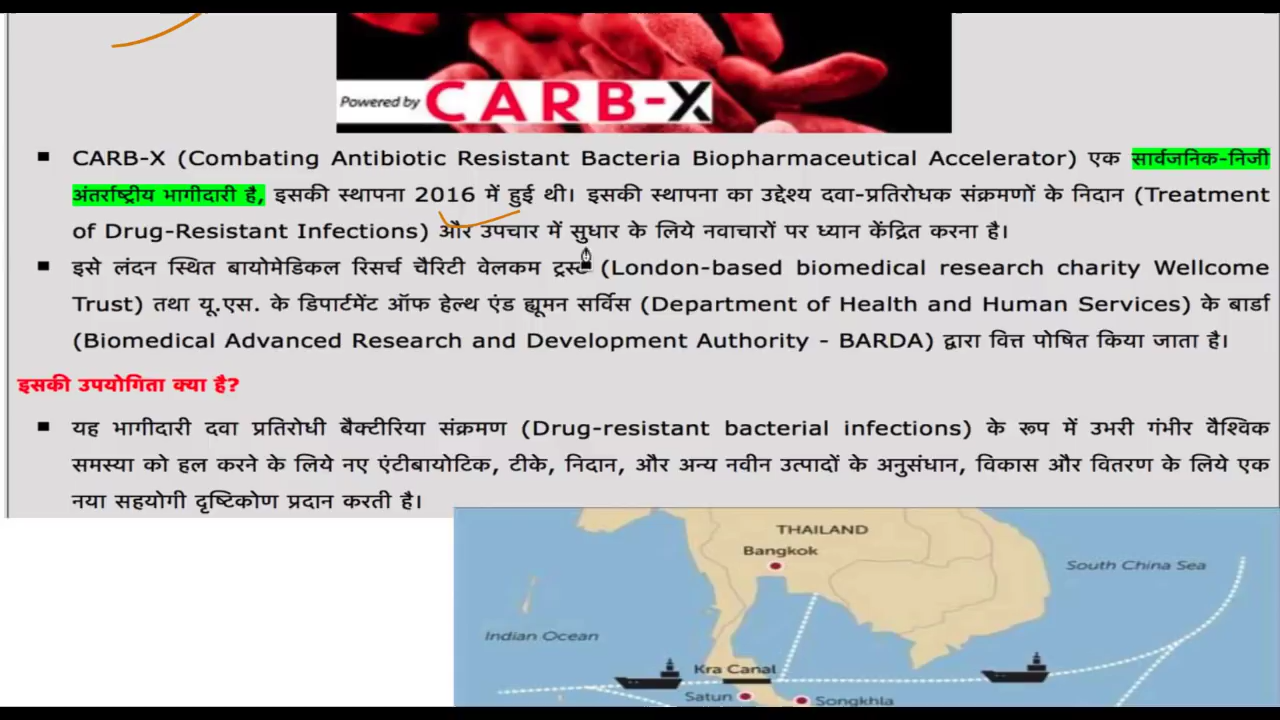 Powered by CARB-X
▪ CARB-X (Combating Antibiotic Resistant Bacteria Biopharmaceutical Accelerator) एक सार्वजनिक-निजी
अंतर्राष्ट्रीय भागीदारी है, इसकी स्थापना 2016 में हुई थी। इसकी स्थापना का उद्देश्य दवा-प्रतिरोधक संक्रमणों के निदान (Treatment
of Drug-Resistant Infections) और उपचार में सुधार के लिये नवाचारों पर ध्यान केंद्रित करना है।
▪ इसे लंदन स्थित बायोमेडिकल रिसर्च चैरिटी वेलकम ट्रस्ट (London-based biomedical research charity Wellcome
Trust) तथा यू.एस. के डिपार्टमेंट ऑफ हेल्थ एंड ह्यूमन सर्विस (Department of Health and Human Services) के बार्डा
(Biomedical Advanced Research and Development Authority - BARDA) द्वारा वित्त पोषित किया जाता है।
इसकी उपयोगिता क्या है?
▪ यह भागीदारी दवा प्रतिरोधी बैक्टीरिया संक्रमण (Drug-resistant bacterial infections) के रूप में उभरी गंभीर वैश्विक
समस्या को हल करने के लिये नए एंटीबायोटिक, टीके, निदान, और अन्य नवीन उत्पादों के अनुसंधान, विकास और वितरण के लिये एक
नया सहयोगी दृष्टिकोण प्रदान करती है।
THAILAND
Bangkok
South China Sea
Indian Ocean
Kra Canal
Satun
Songkhla